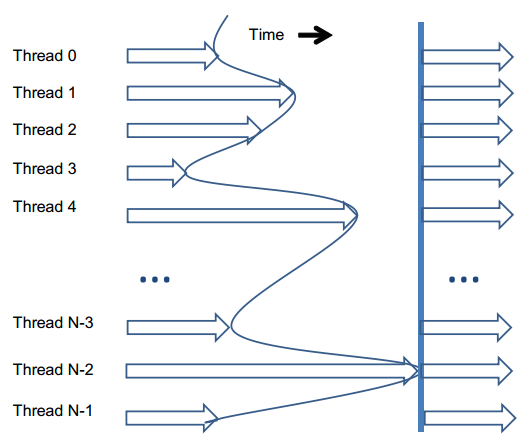 Time
Thread 0
Thread 1
Thread 2
Thread 3
Thread 4
... ...
Thread N-3
Thread N-2
Thread N-1